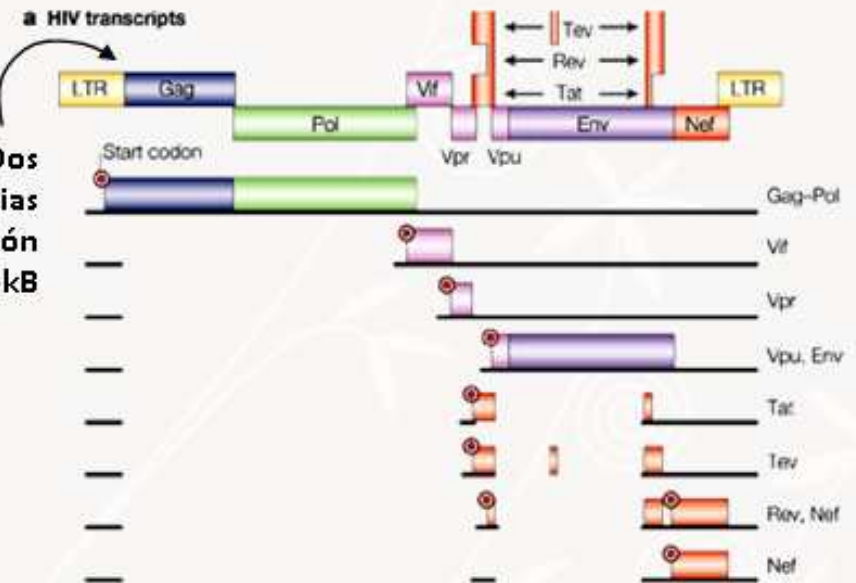 a HIV transcripts
Tev
Rev
LTR Gag Vif Tat LTR
Pol Env Nef
Start codon Vpr Vpu
Dos
ias
ón
kB
Gag–Pol
Vif
Vpr
Vpu, Env
Tat
Tev
Rev, Nef
Nef